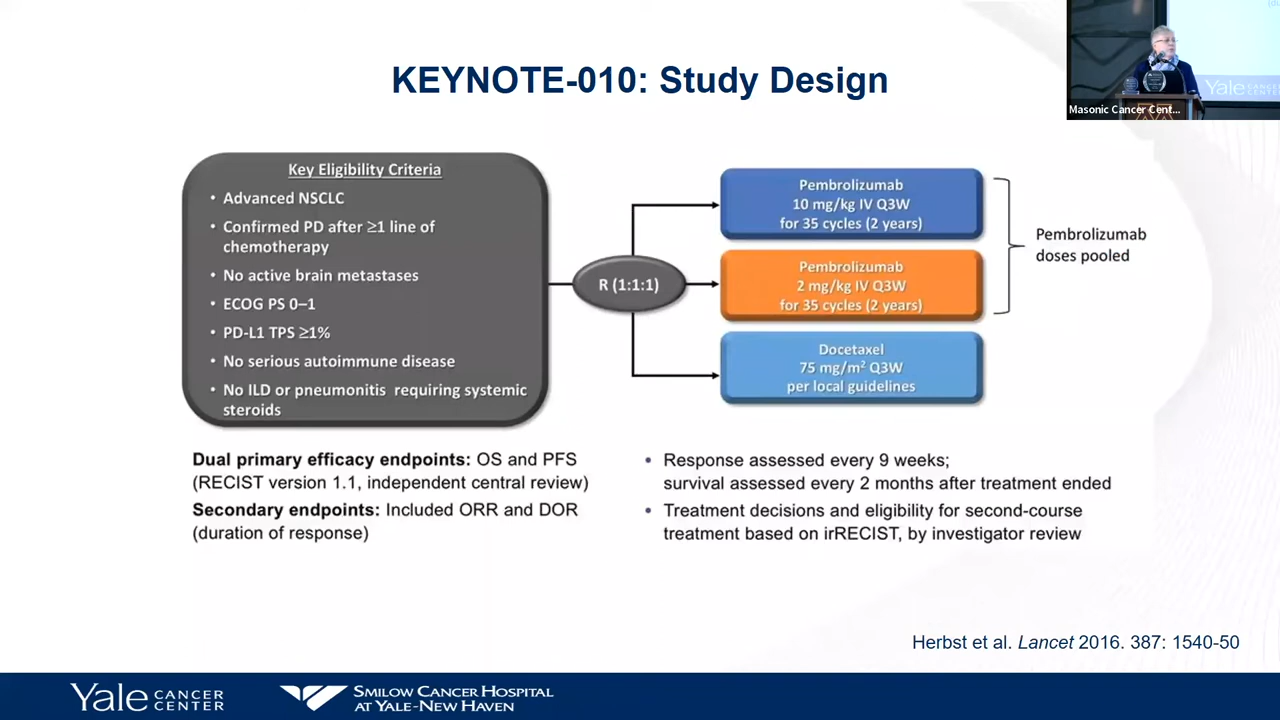 KEYNOTE-010: Study Design
Yale
CANCER
CENTER
Masonic Cancer Cent...
Key Eligibility Criteria
• Advanced NSCLC
• Confirmed PD after ≥1 line of
chemotherapy
• No active brain metastases
• ECOG PS 0–1
• PD-L1 TPS ≥1%
• No serious autoimmune disease
• No ILD or pneumonitis requiring systemic
steroids
R (1:1:1)
Pembrolizumab
10 mg/kg IV Q3W
for 35 cycles (2 years)
Pembrolizumab
2 mg/kg IV Q3W
for 35 cycles (2 years)
Docetaxel
75 mg/m² Q3W
per local guidelines
Pembrolizumab
doses pooled
Dual primary efficacy endpoints: OS and PFS
(RECIST version 1.1, independent central review)
Secondary endpoints: Included ORR and DOR
(duration of response)
• Response assessed every 9 weeks;
survival assessed every 2 months after treatment ended
• Treatment decisions and eligibility for second-course
treatment based on irRECIST, by investigator review
Herbst et al. Lancet 2016. 387: 1540-50
Yale CANCER
CENTER
SMILOW CANCER HOSPITAL
AT YALE-NEW HAVEN